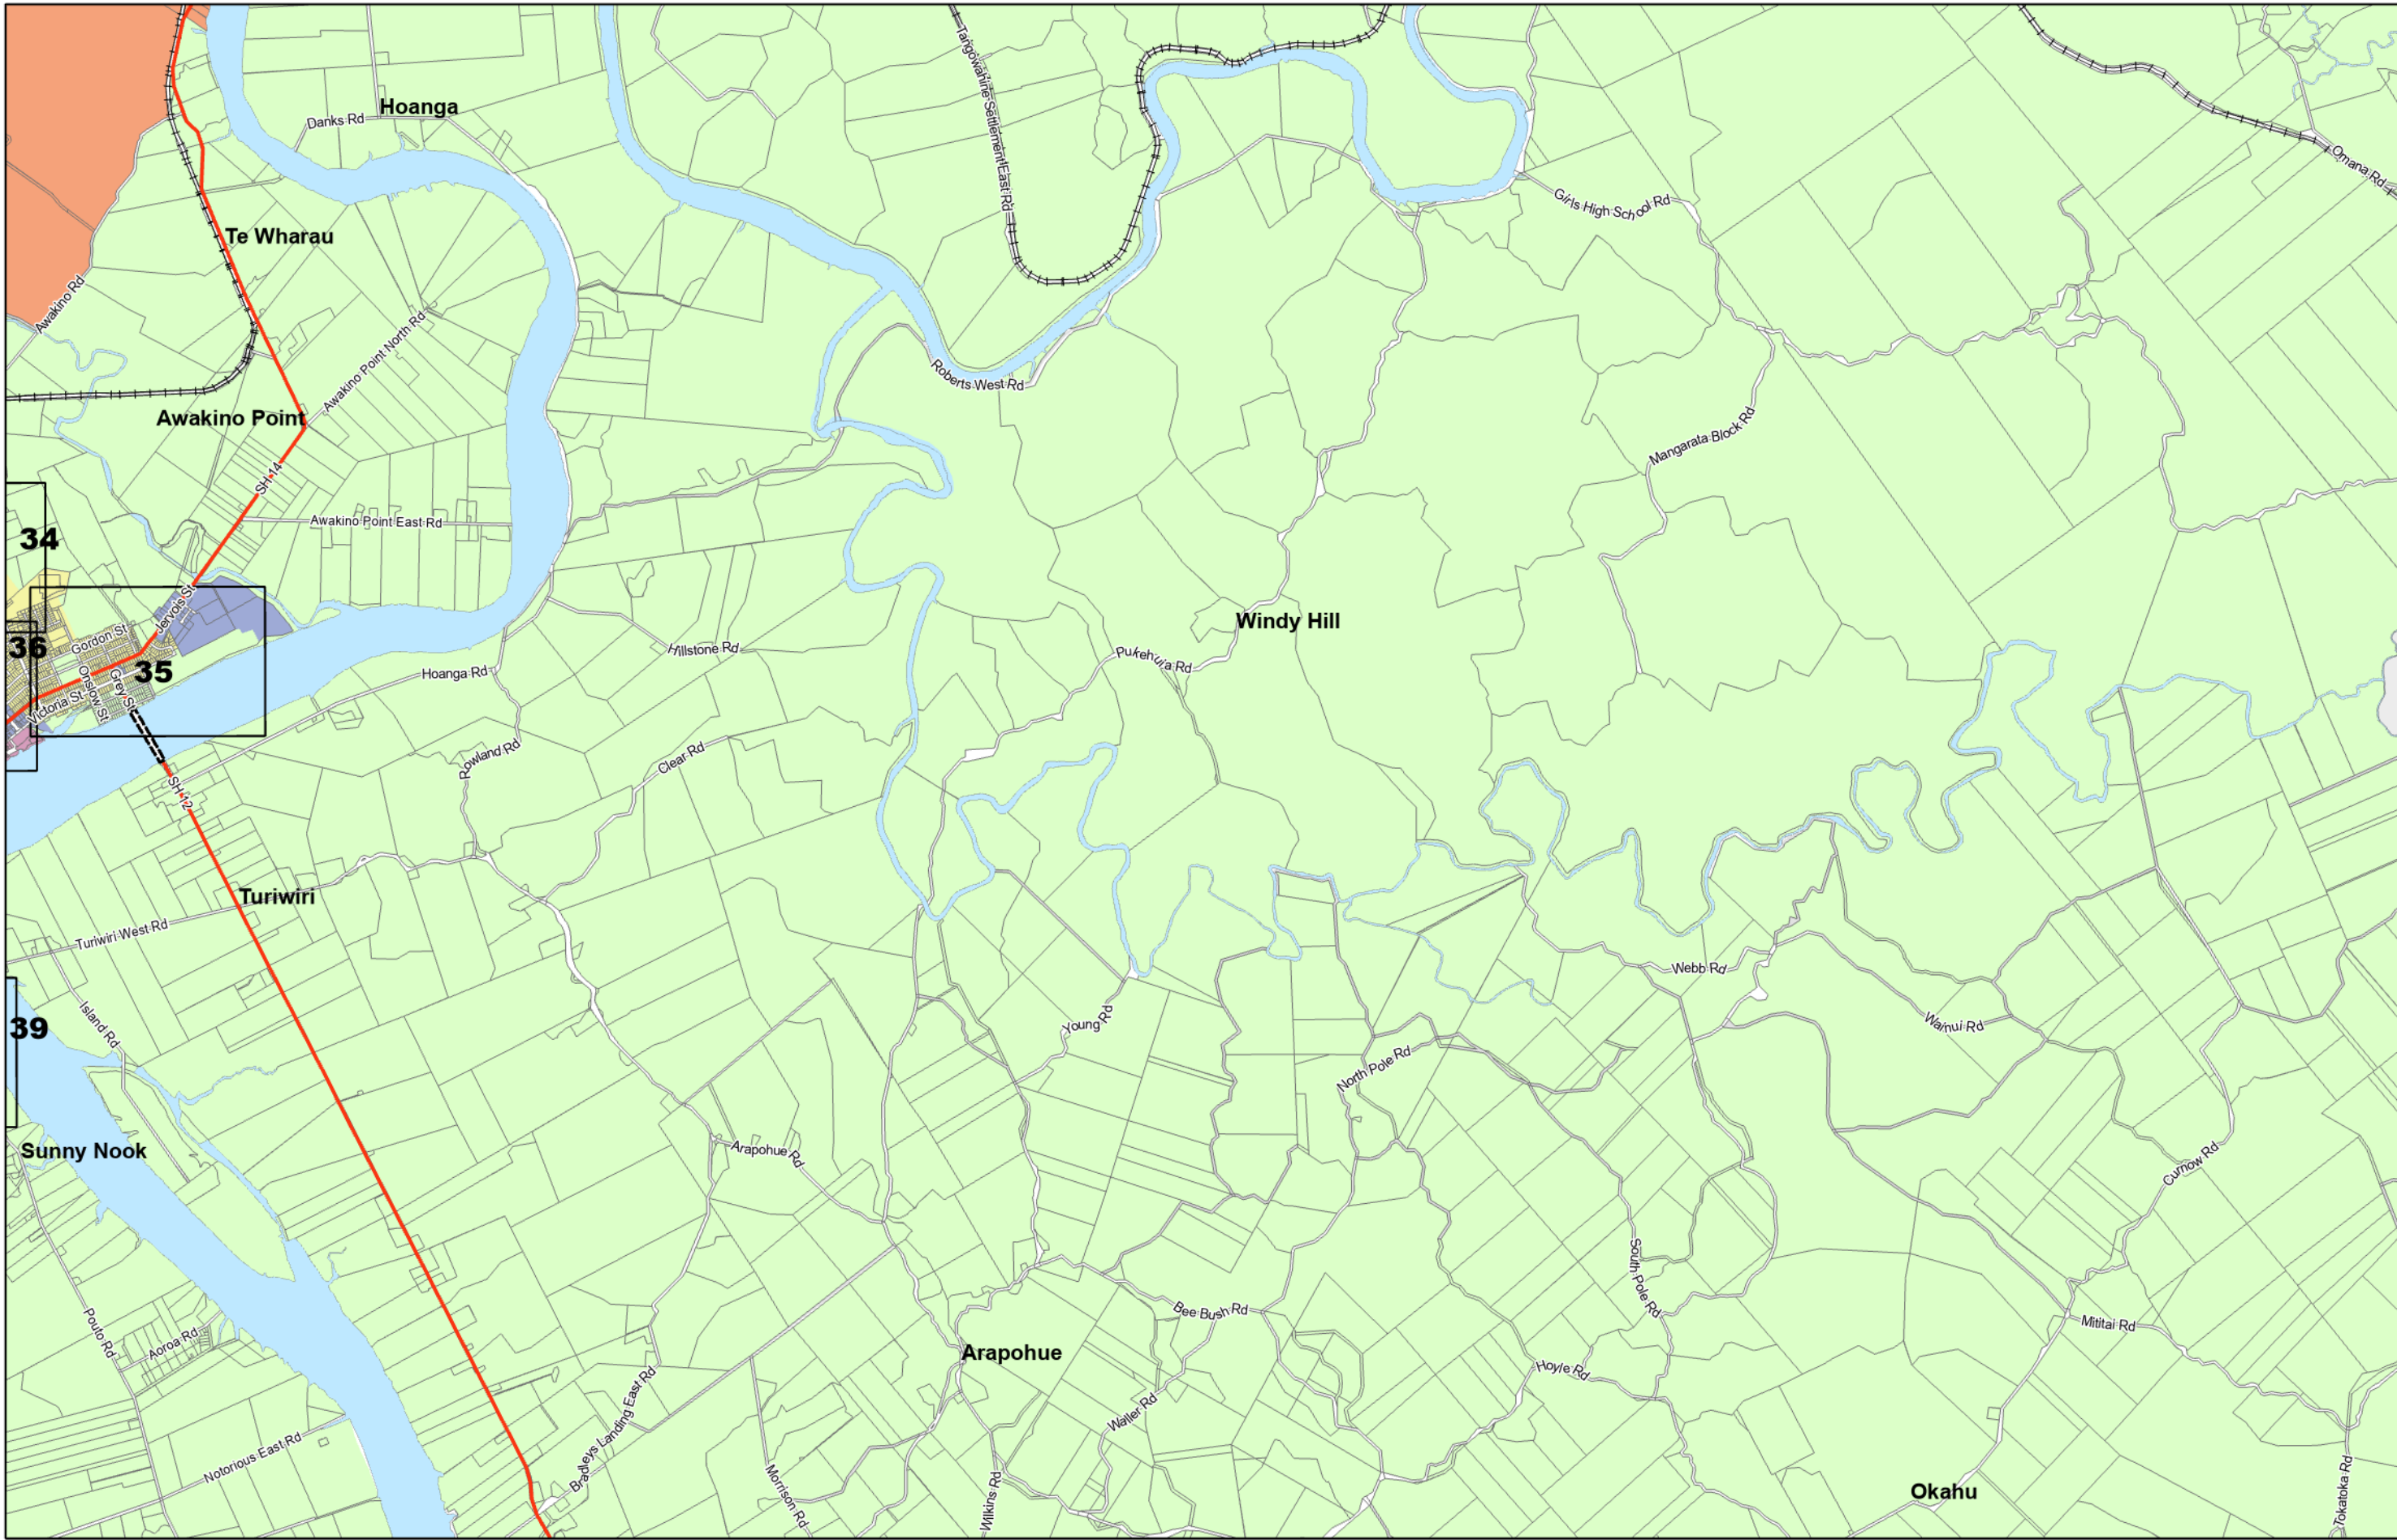 Tangowahine Settlement East Rd
Hoanga
Danks Rd
Omana Rd
Girls High School Rd
Te Wharau
Awakino Rd
Awakino Point North Rd
Roberts West Rd
Awakino Point
Mangarata Block Rd
SH 14
Awakino Point East Rd
34
Jervois St
Windy Hill
Gordon St
36
35
Hillstone Rd
Pukehuia Rd
Hoanga Rd
Onslow St
Grey St
Victoria St
Rowland Rd
Clear Rd
SH 12
Turiwiri
Turiwiri West Rd
Webb Rd
Island Rd
39
Young Rd
Wainui Rd
North Pole Rd
Sunny Nook
Arapohue Rd
Curnow Rd
South Pole Rd
Bee Bush Rd
Pouto Rd
Aoroa Rd
Mititai Rd
Arapohue
Hoyle Rd
Waller Rd
Bradleys Landing East Rd
Notorious East Rd
Morrison Rd
Wilkins Rd
Okahu
Tokatoka Rd